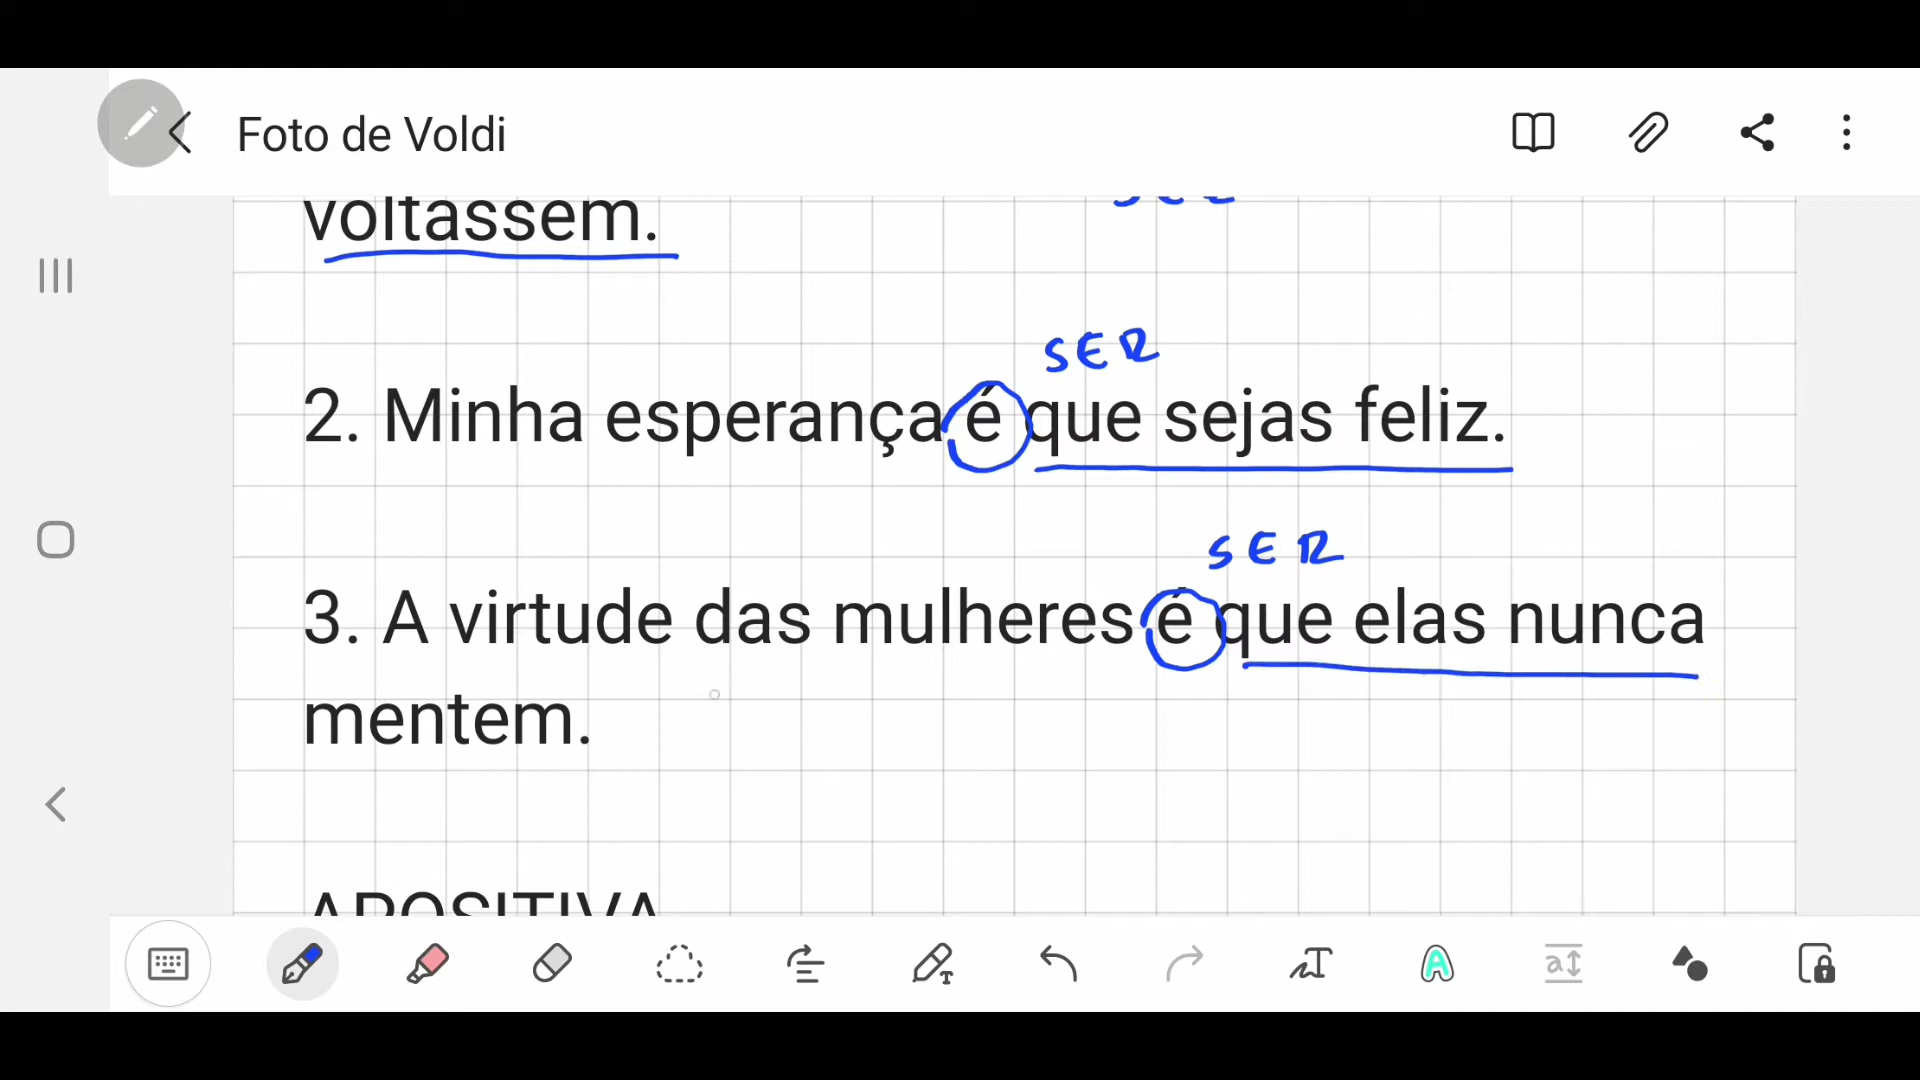 Foto de Voldi
voltassem.
SER
2. Minha esperança é que sejas feliz.
SER
3. A virtude das mulheres é que elas nunca
mentem.
APOSITIVA